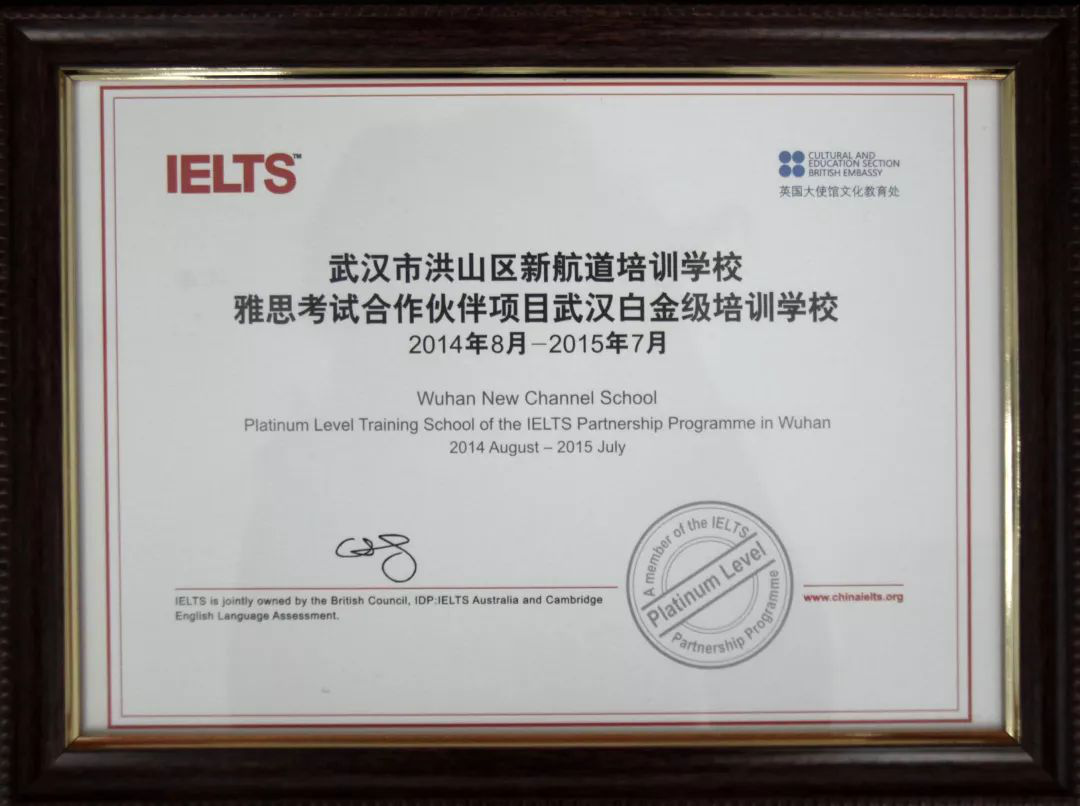 IELTS™
CULTURAL AND
EDUCATION SECTION
BRITISH EMBASSY
英国大使馆文化教育处
武汉市洪山区新航道培训学校
雅思考试合作伙伴项目武汉白金级培训学校
2014年8月－2015年7月
Wuhan New Channel School
Platinum Level Training School of the IELTS Partnership Programme in Wuhan
2014 August – 2015 July
IELTS is jointly owned by the British Council, IDP:IELTS Australia and Cambridge
English Language Assessment.
A member of the IELTS
Platinum Level
Partnership Programme
www.chinaielts.org